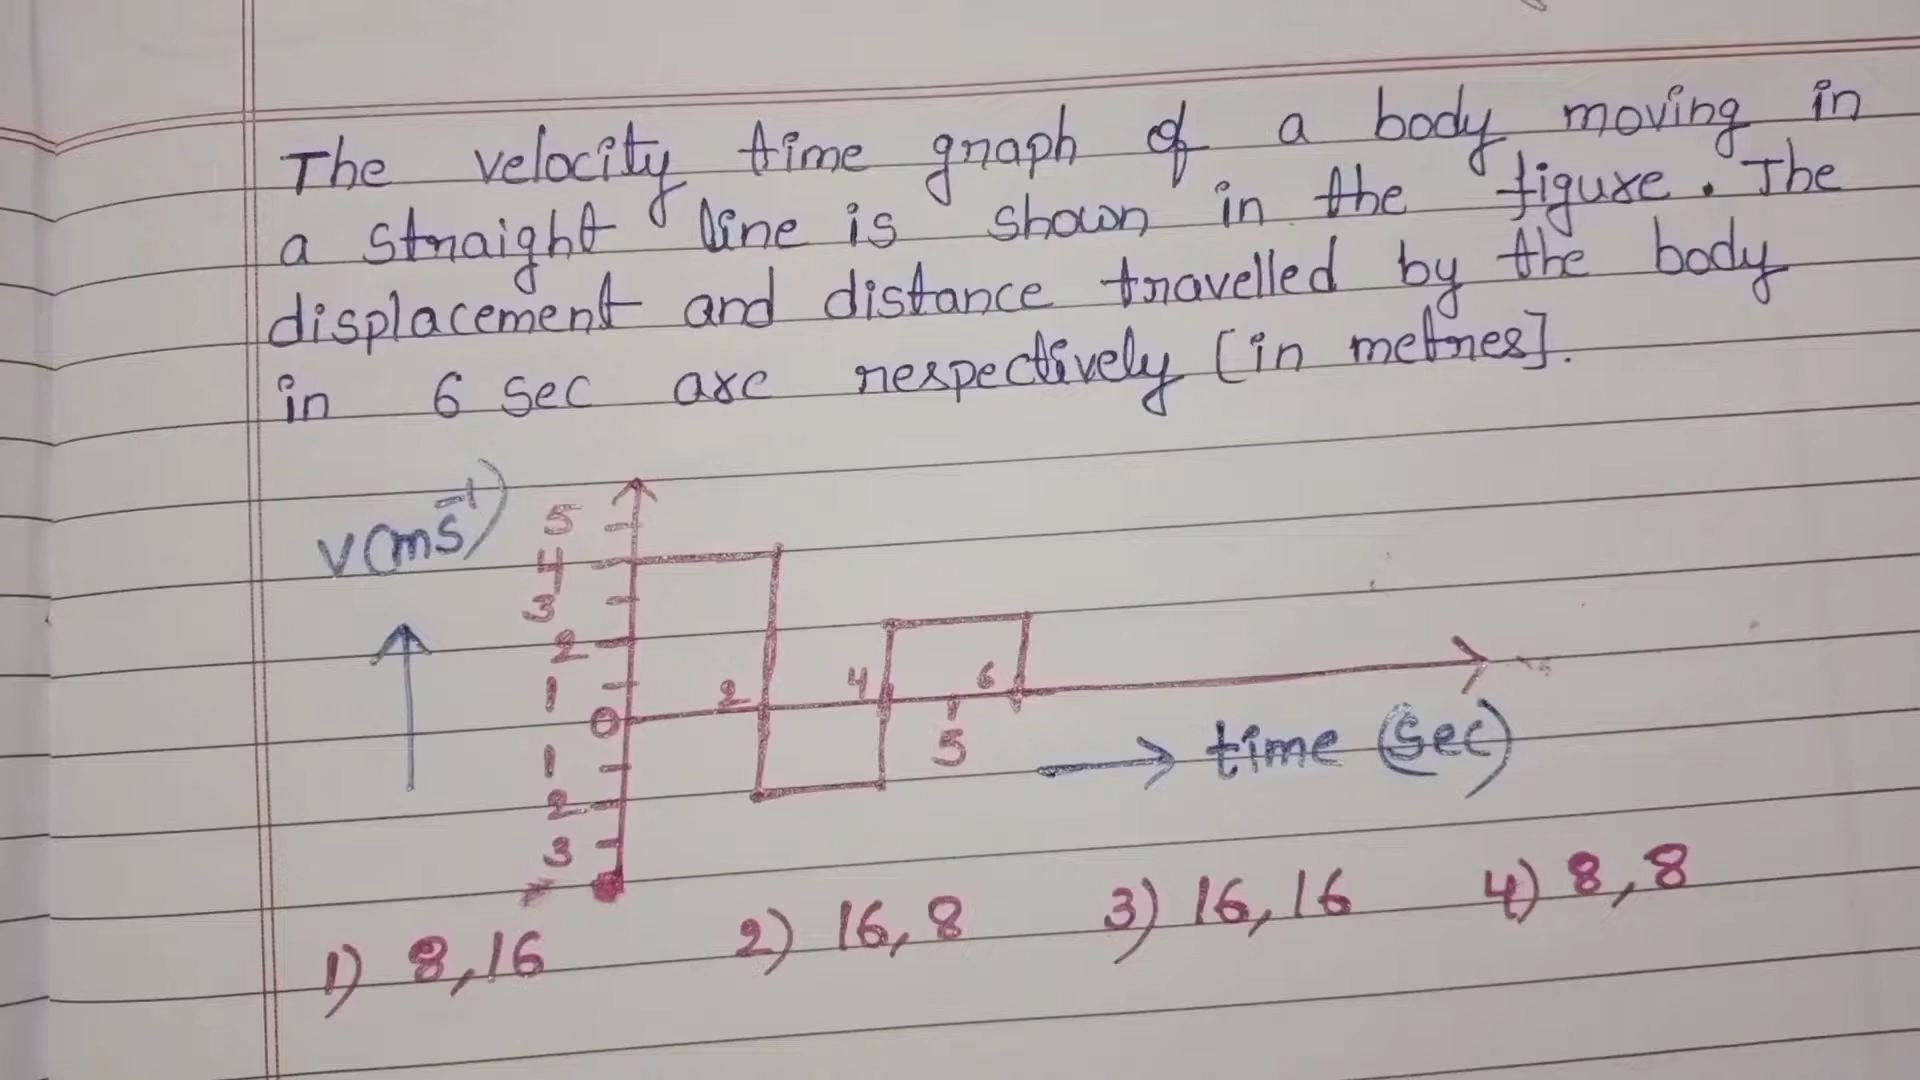 The velocity time graph of a body moving in
a straight line is shown in the figure. The
displacement and distance travelled by the body
in 6 sec are respectively [in metres].
V(ms⁻¹)
5
4
3
2
1
0
1
2
3
2
4
6
5
time (sec)
1) 8,16
2) 16, 8
3) 16, 16
4) 8, 8